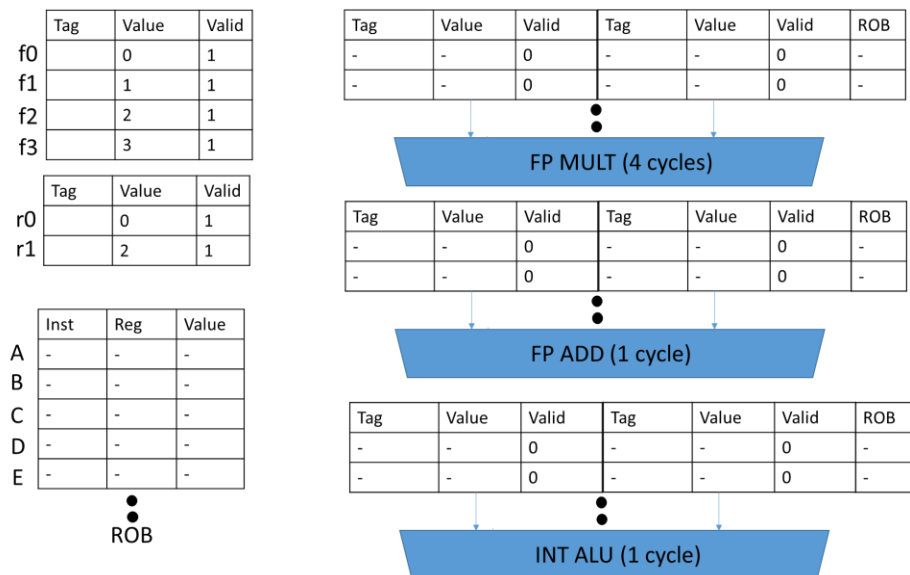 Tag Value Valid
f0 0 1
f1 1 1
f2 2 1
f3 3 1
Tag Value Valid
r0 0 1
r1 2 1
Inst Reg Value
A - - -
B - - -
C - - -
D - - -
E - - -
ROB
Tag Value Valid Tag Value Valid ROB
- - 0 - - 0 -
- - 0 - - 0 -
FP MULT (4 cycles)
Tag Value Valid Tag Value Valid ROB
- - 0 - - 0 -
- - 0 - - 0 -
FP ADD (1 cycle)
Tag Value Valid Tag Value Valid ROB
- - 0 - - 0 -
- - 0 - - 0 -
INT ALU (1 cycle)